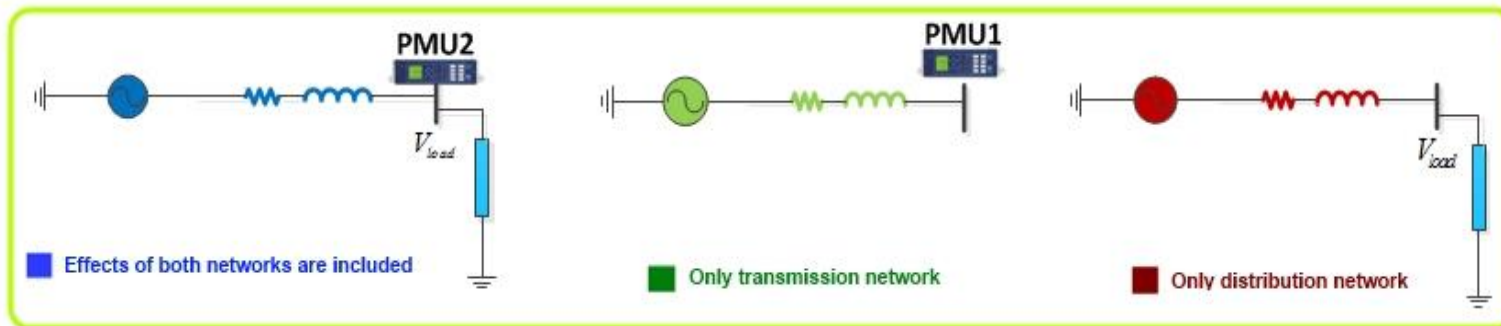 PMU2
V_load
Effects of both networks are included
PMU1
Only transmission network
V_load
Only distribution network